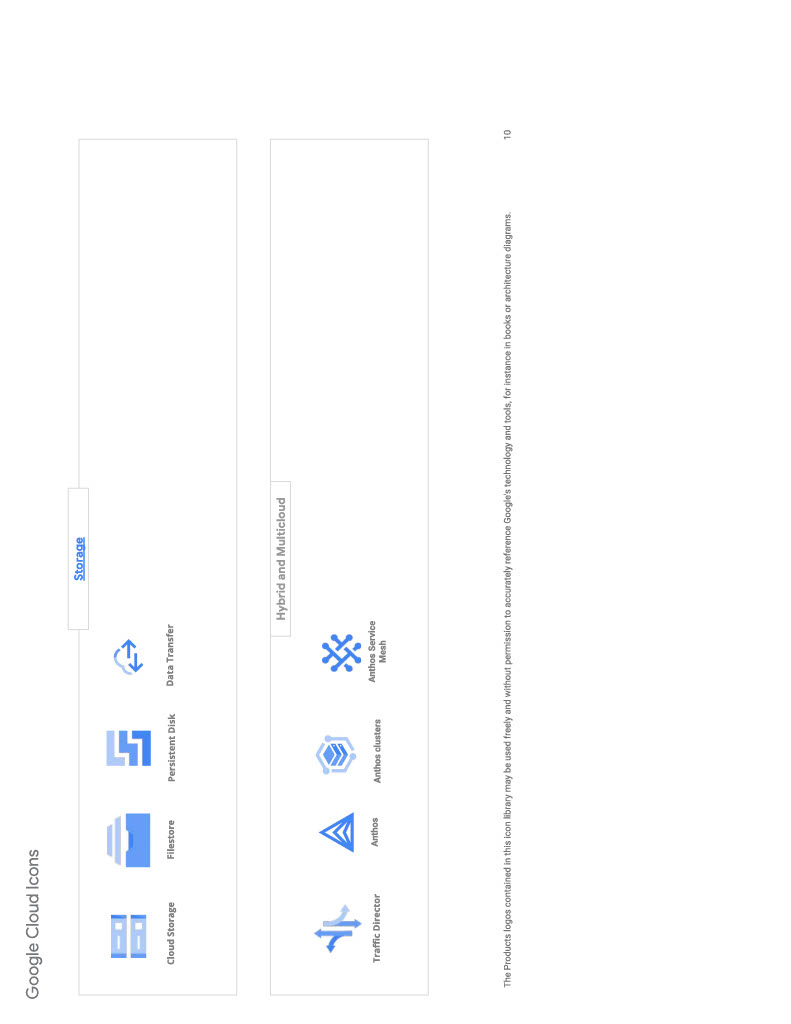 Google Cloud Icons
Storage
Cloud Storage
Filestore
Persistent Disk
Data Transfer
Hybrid and Multicloud
Traffic Director
Anthos
Anthos clusters
Anthos Service
Mesh
The Products logos contained in this icon library may be used freely and without permission to accurately reference Google's technology and tools, for instance in books or architecture diagrams.
10